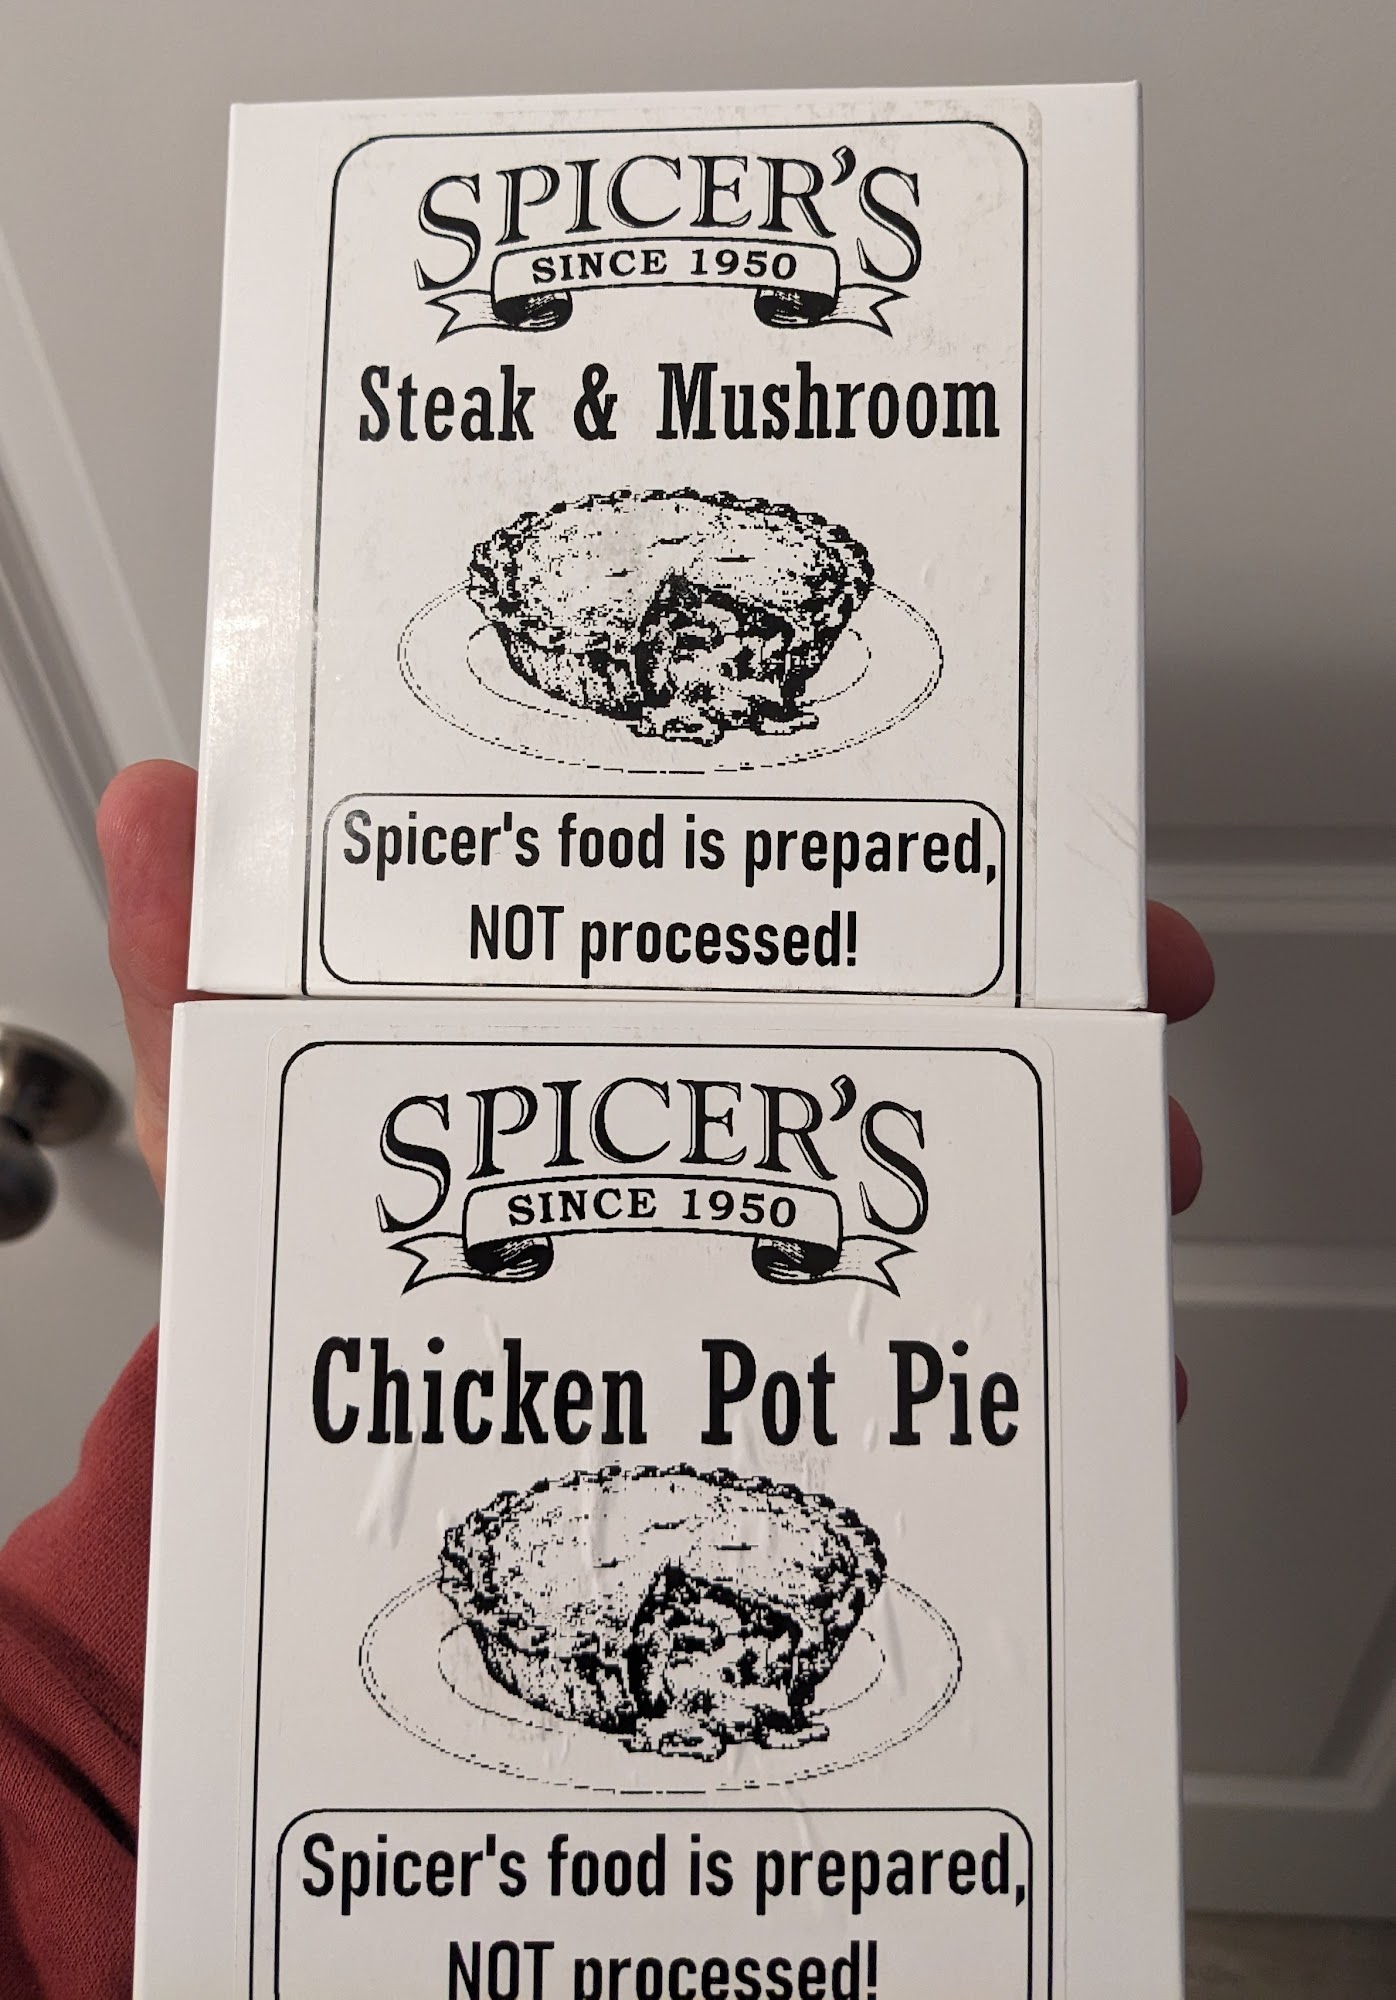 SPICER'S
SINCE 1950
Steak & Mushroom
Spicer's food is prepared,
NOT processed!
SPICER'S
SINCE 1950
Chicken Pot Pie
Spicer's food is prepared,
NOT processed!